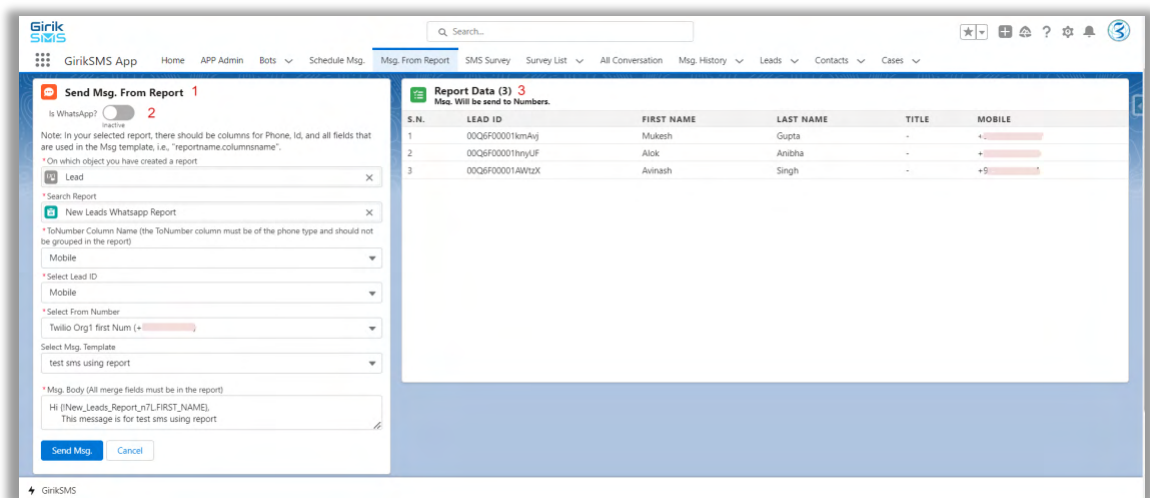 Girik
SMS
Search...
GirikSMS App Home APP Admin Bots Schedule Msg. Msg. From Report SMS Survey Survey List All Conversation Msg. History Leads Contacts Cases
Send Msg. From Report 1
Is WhatsApp? 2
Inactive
Note: In your selected report, there should be columns for Phone, Id, and all fields that
are used in the Msg template, i.e., "reportname.columnsname".
*On which object you have created a report
Lead
*Search Report
New Leads Whatsapp Report
*ToNumber Column Name (the ToNumber column must be of the phone type and should not
be grouped in the report)
Mobile
*Select Lead ID
Mobile
*Select From Number
Twilio Org1 first Num (+
Select Msg. Template
test sms using report
*Msg. Body (All merge fields must be in the report)
Hi {!New_Leads_Report_n7L.FIRST_NAME},
This message is for test sms using report
Send Msg. Cancel
Report Data (3) 3
Msg. Will be send to Numbers.
S.N. LEAD ID FIRST NAME LAST NAME TITLE MOBILE
1 00Q6F00001kmAvj Mukesh Gupta - +
2 00Q6F00001hnyUF Alok Anibha - +
3 00Q6F00001AWtzX Avinash Singh - +9
GirikSMS